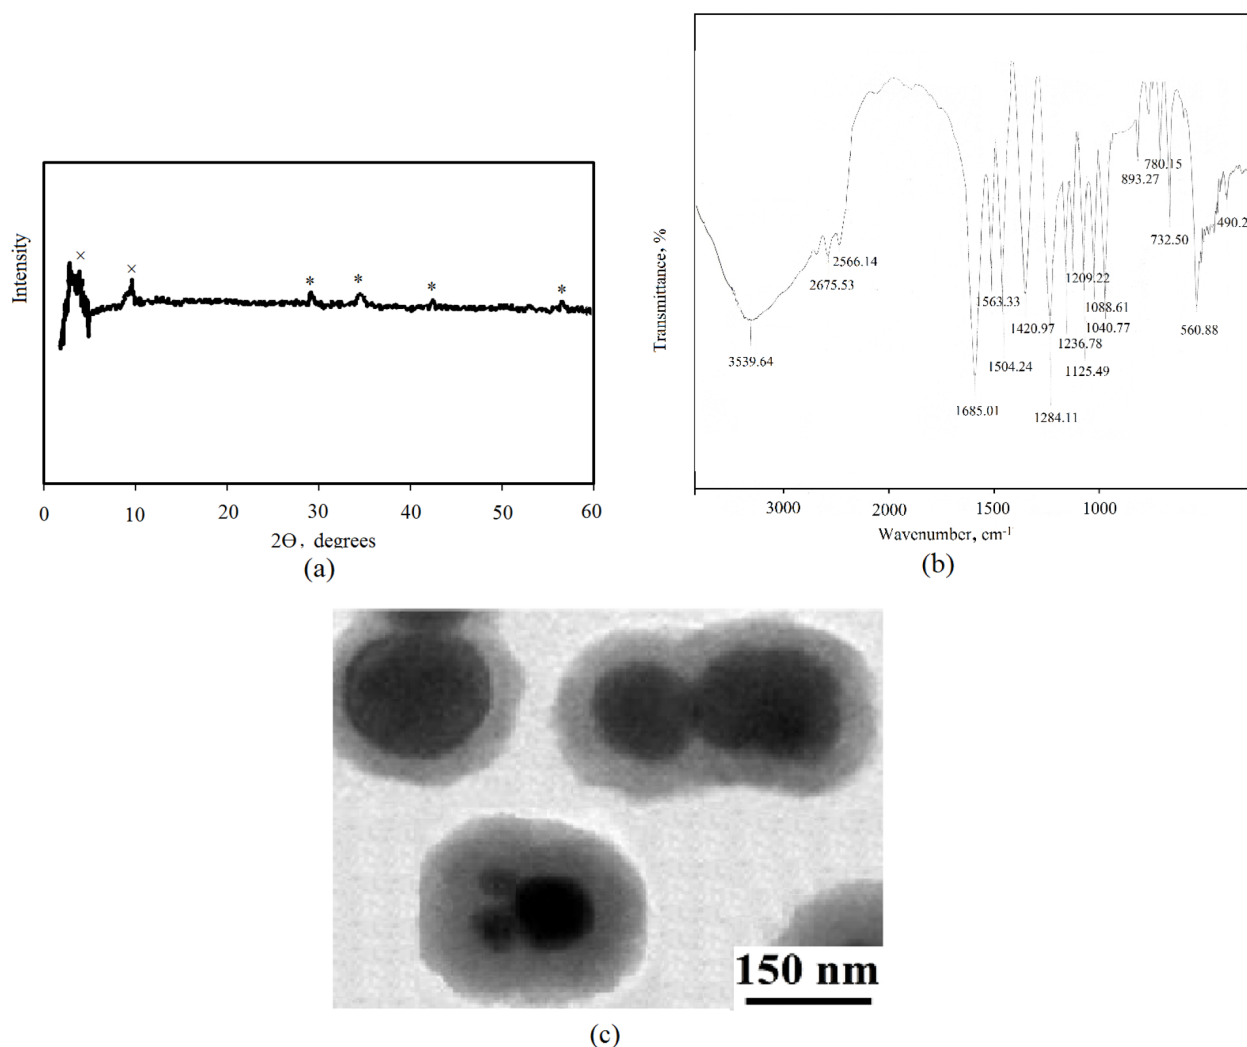 Intensity
× × * * * *
0 10 20 30 40 50 60
2Θ, degrees
(a)
Transmittance, %
3539.64
2675.53
2566.14
1685.01
1563.33
1504.24
1420.97
1284.11
1236.78
1209.22
1125.49
1088.61
1040.77
893.27
780.15
732.50
560.88
490.2
3000 2000 1500 1000
Wavenumber, cm-1
(b)
150 nm
(c)